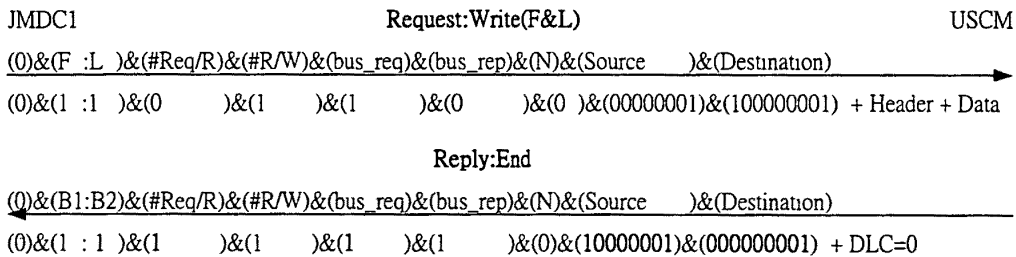 JMDC1 Request:Write(F&L) USCM
(0)&(F :L )&(#Req/R)&(#R/W)&(bus_req)&(bus_rep)&(N)&(Source )&(Destination)
(0)&(1 :1 )&(0 )&(1 )&(1 )&(0 )&(0 )&(00000001)&(100000001) + Header + Data
Reply:End
(0)&(B1:B2)&(#Req/R)&(#R/W)&(bus_req)&(bus_rep)&(N)&(Source )&(Destination)
(0)&(1 : 1 )&(1 )&(1 )&(1 )&(1 )&(0)&(10000001)&(000000001) + DLC=0